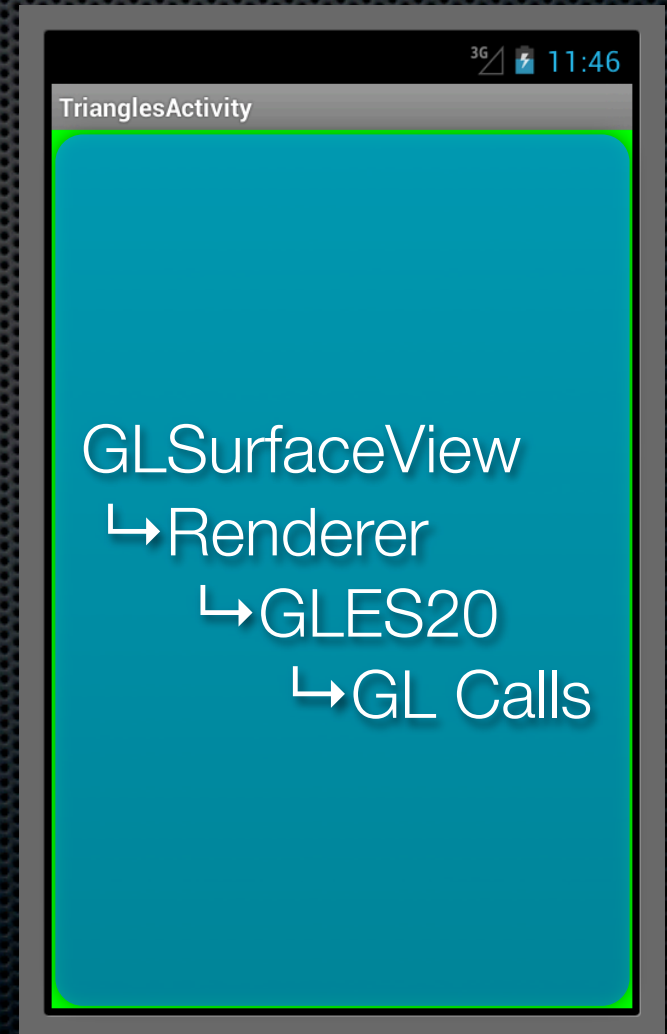 3G 11:46
TrianglesActivity
GLSurfaceView
↳Renderer
↳GLES20
↳GL Calls